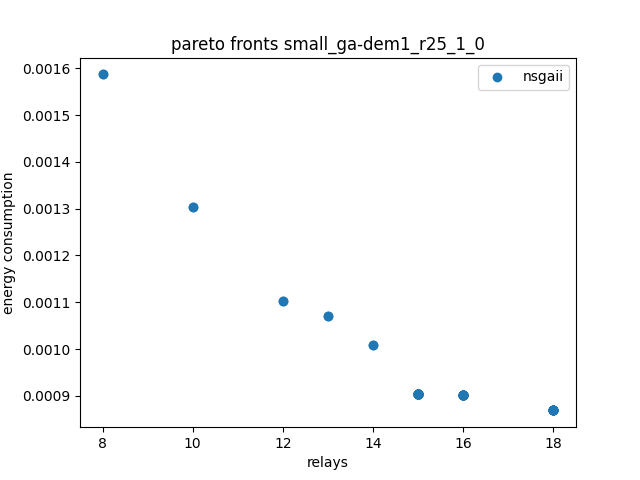 pareto fronts small_ga-dem1_r25_1_0
nsgaii
energy consumption
0.0016
0.0015
0.0014
0.0013
0.0012
0.0011
0.0010
0.0009
8 10 12 14 16 18
relays